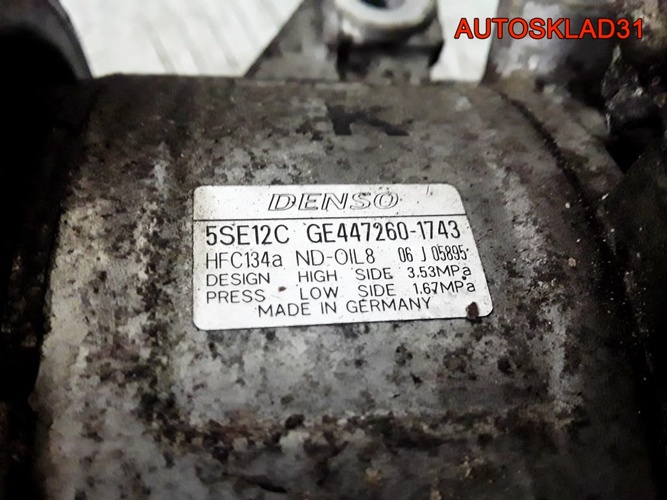 AUTOSKLAD31
K
DENSO
5SE12C GE447260-1743
HFC134a ND-OIL8 06 J 05895
DESIGN HIGH SIDE 3.53MPa
PRESS LOW SIDE 1.67MPa
MADE IN GERMANY